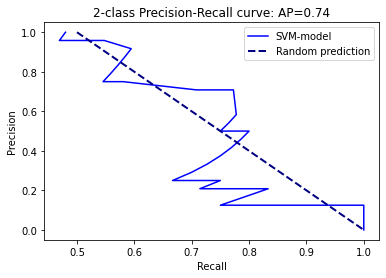 2-class Precision-Recall curve: AP=0.74
SVM-model
Random prediction
Precision
1.0
0.8
0.6
0.4
0.2
0.0
0.5 0.6 0.7 0.8 0.9 1.0
Recall